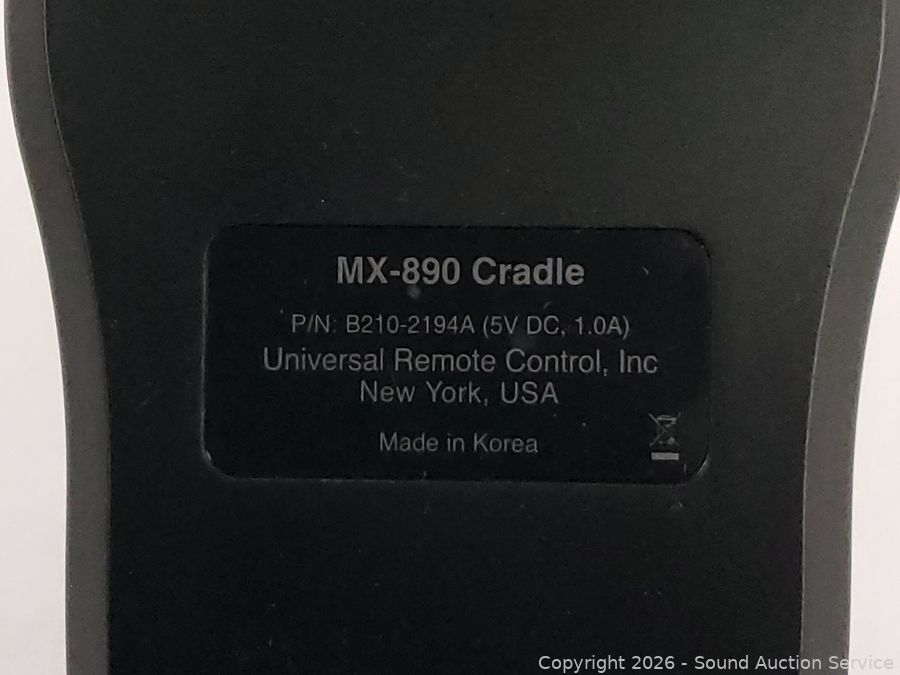 MX-890 Cradle
P/N: B210-2194A (5V DC, 1.0A)
Universal Remote Control, Inc
New York, USA
Made in Korea
Copyright 2026 - Sound Auction Service